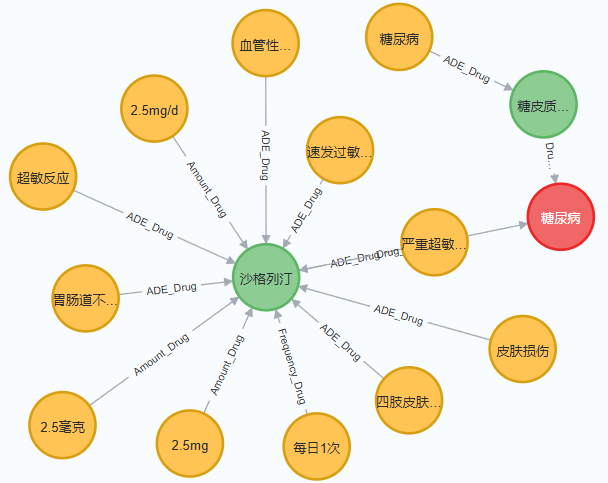 血管性…
糖尿病
ADE_Drug
2.5mg/d
糖皮质…
ADE_Drug
速发过敏…
Dru…
Amount_Drug
超敏反应
ADE_Drug
ADE_Drug
糖尿病
严重超敏…
ADE_Drug
沙格列汀
ADE_Drug
胃肠道不…
ADE_Drug
皮肤损伤
Amount_Drug
Amount_Drug
Frequency_Drug
ADE_Drug
四肢皮肤…
2.5毫克
2.5mg
每日1次